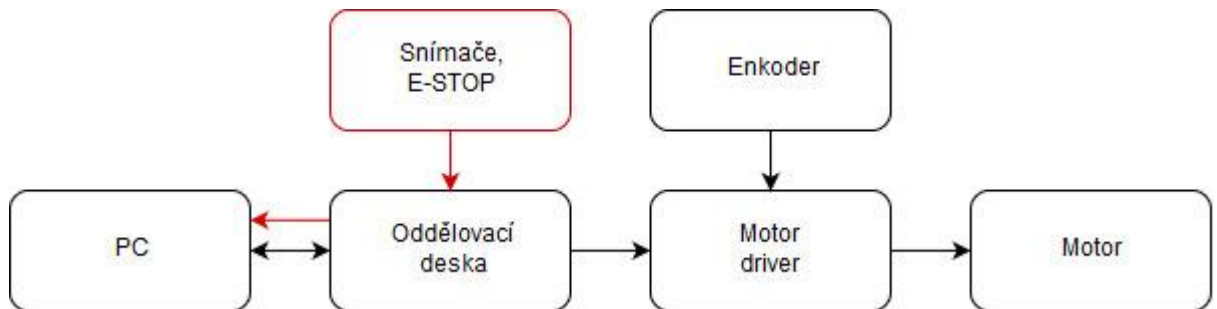 Snímače,
E-STOP
Enkoder
PC
Oddělovací
deska
Motor
driver
Motor